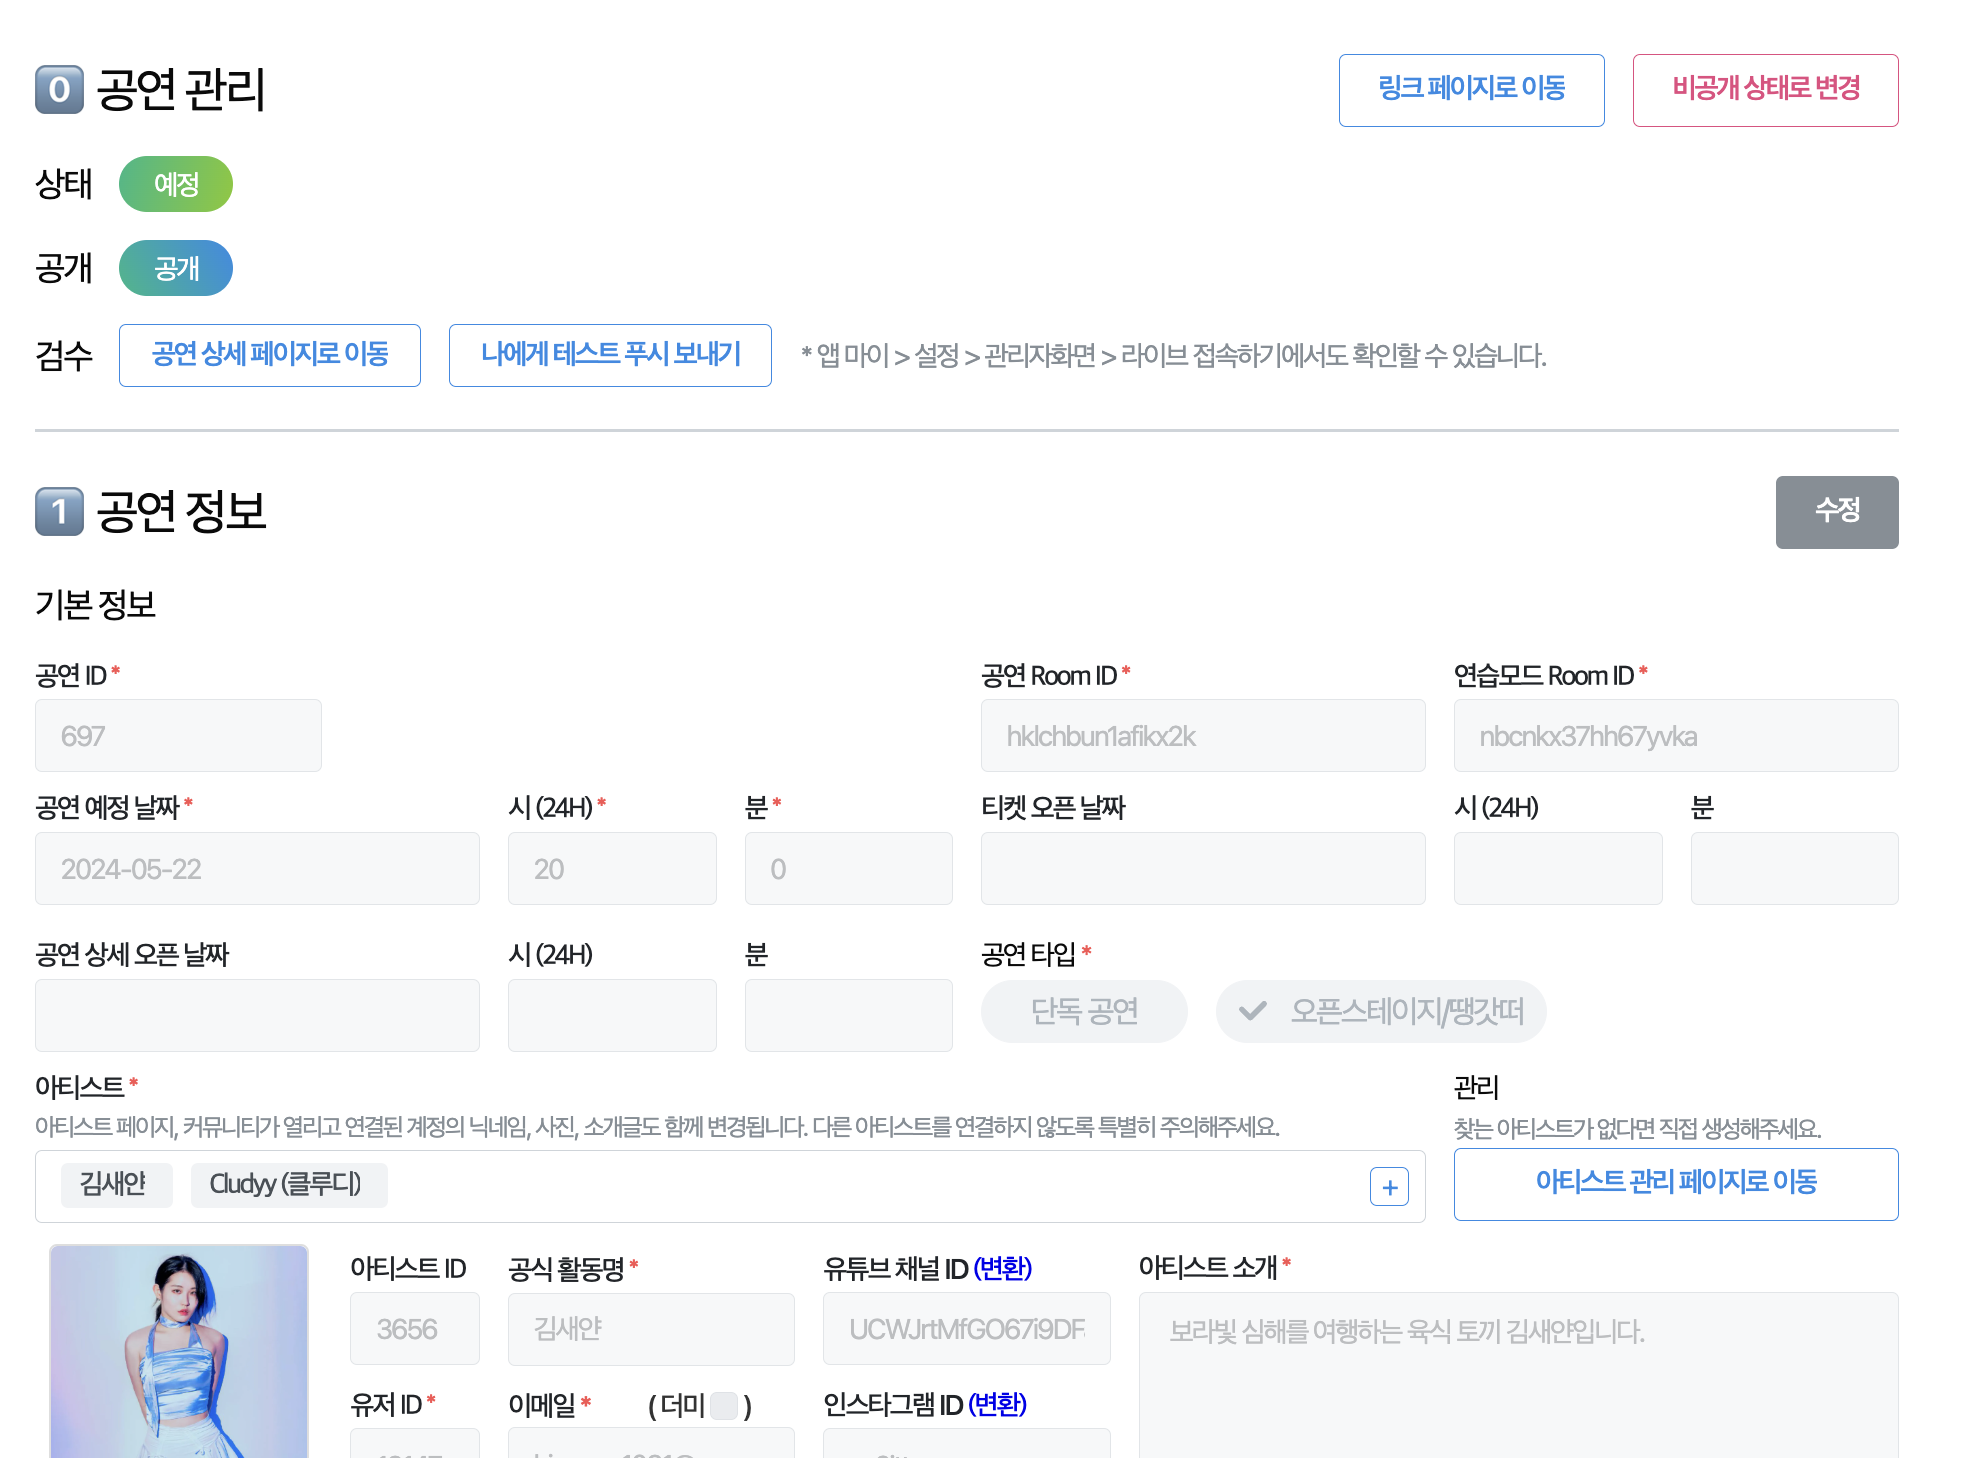 0 공연 관리
링크 페이지로 이동
비공개 상태로 변경
상태 예정
공개 공개
검수 공연 상세 페이지로 이동 나에게 테스트 푸시 보내기 * 앱 마이 > 설정 > 관리자화면 > 라이브 접속하기에서도 확인할 수 있습니다.
1 공연 정보
수정
기본 정보
공연 ID * 공연 Room ID * 연습모드 Room ID *
697 hklchbun1afikx2k nbcnkx37hh67yvka
공연 예정 날짜 * 시 (24H) * 분 * 티켓 오픈 날짜 시 (24H) 분
2024-05-22 20 0
공연 상세 오픈 날짜 시 (24H) 분 공연 타입 *
단독 공연 오픈스테이지/땡갓떠
아티스트 * 관리
아티스트 페이지, 커뮤니티가 열리고 연결된 계정의 닉네임, 사진, 소개글도 함께 변경됩니다. 다른 아티스트를 연결하지 않도록 특별히 주의해주세요. 찾는 아티스트가 없다면 직접 생성해주세요.
김새얀 Cludyy (클루디) + 아티스트 관리 페이지로 이동
아티스트 ID 공식 활동명 * 유튜브 채널 ID (변환) 아티스트 소개 *
3656 김새얀 UCWJrtMfGO67i9DF 보라빛 심해를 여행하는 육식 토끼 김새얀입니다.
유저 ID * 이메일 * ( 더미 ) 인스타그램 ID (변환)